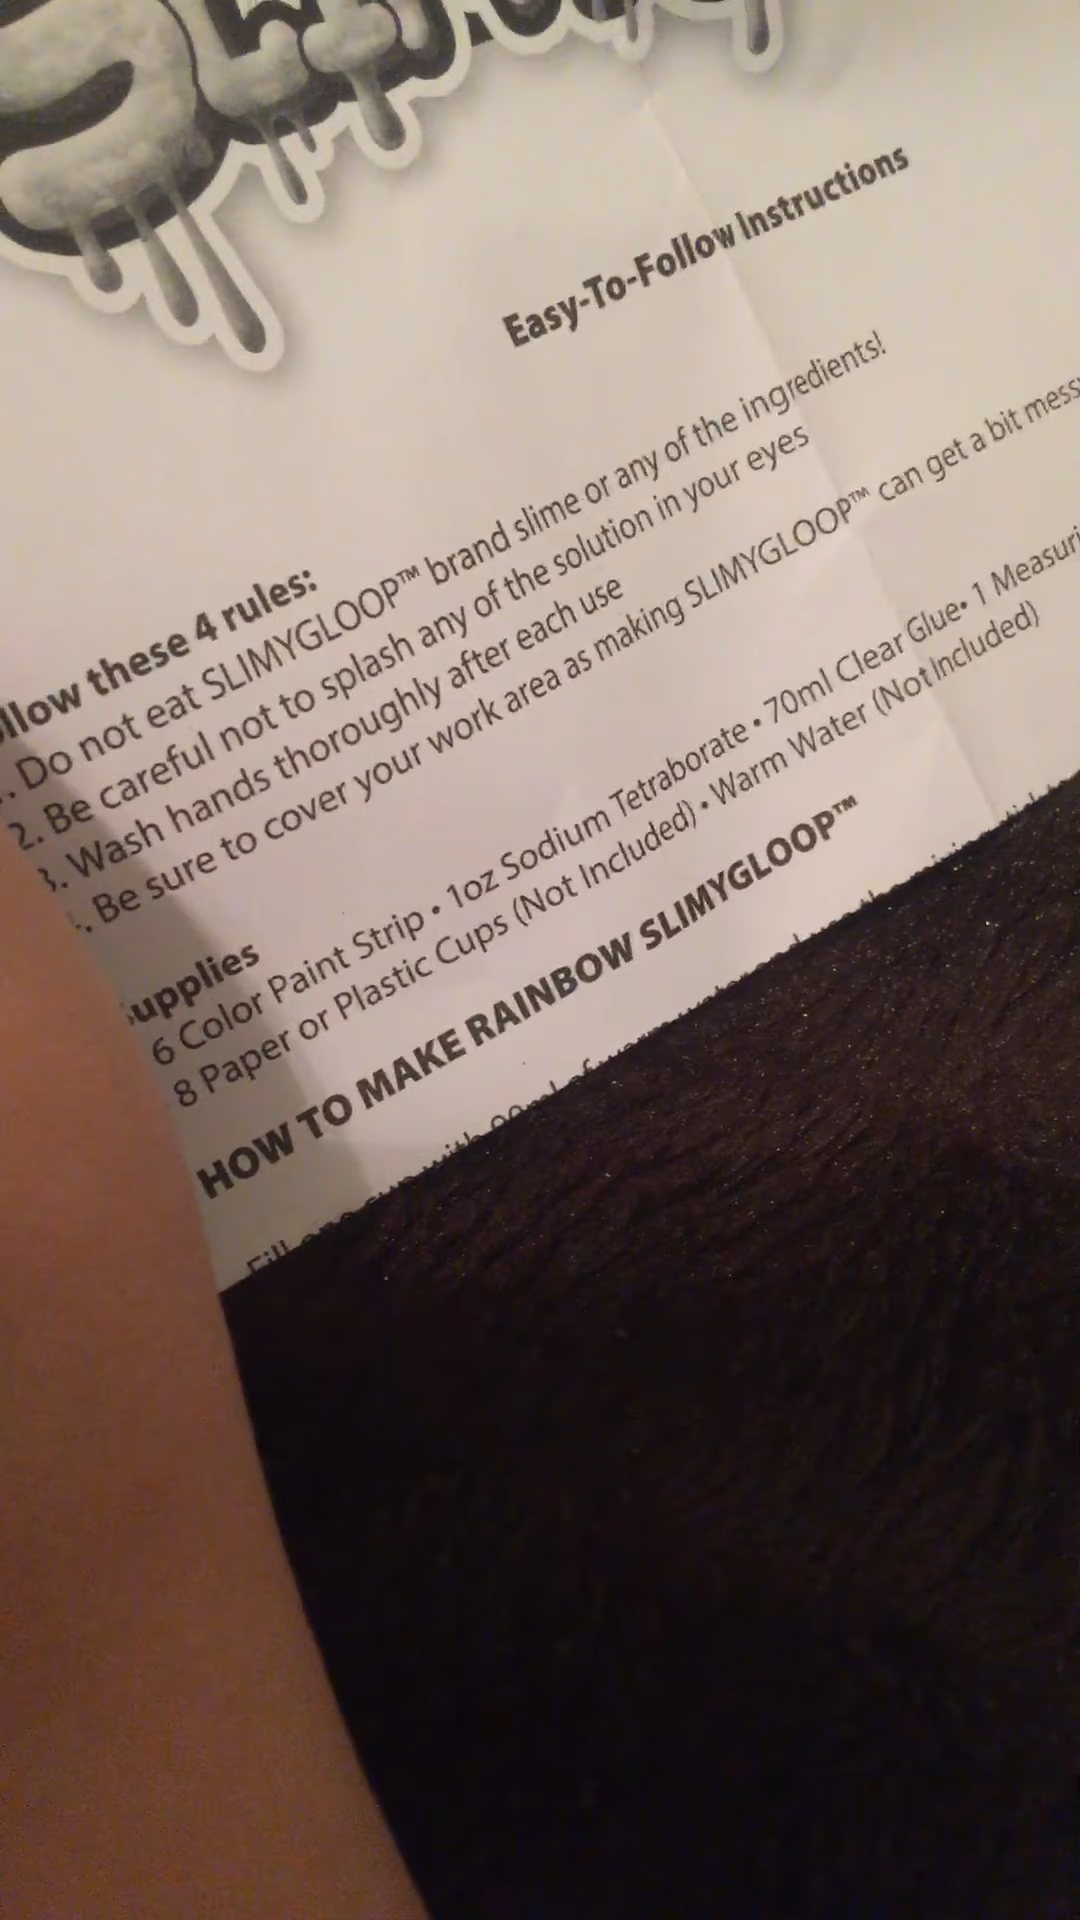 Easy-To-Follow Instructions
these 4 rules:
Do not eat SLIMYGLOOP™ brand slime or any of the ingredients!
2. Be careful not to splash any of the solution in your eyes
3. Wash hands thoroughly after each use
Be sure to cover your work area as making SLIMYGLOOP™ can get a bit
6 Color Paint Strip • 1oz Sodium Tetraborate • 70ml Clear Glue• 1
8 Paper or Plastic Cups (Not Included) • Warm Water (Not Included)
HOW TO MAKE RAINBOW SLIMYGLOOP™